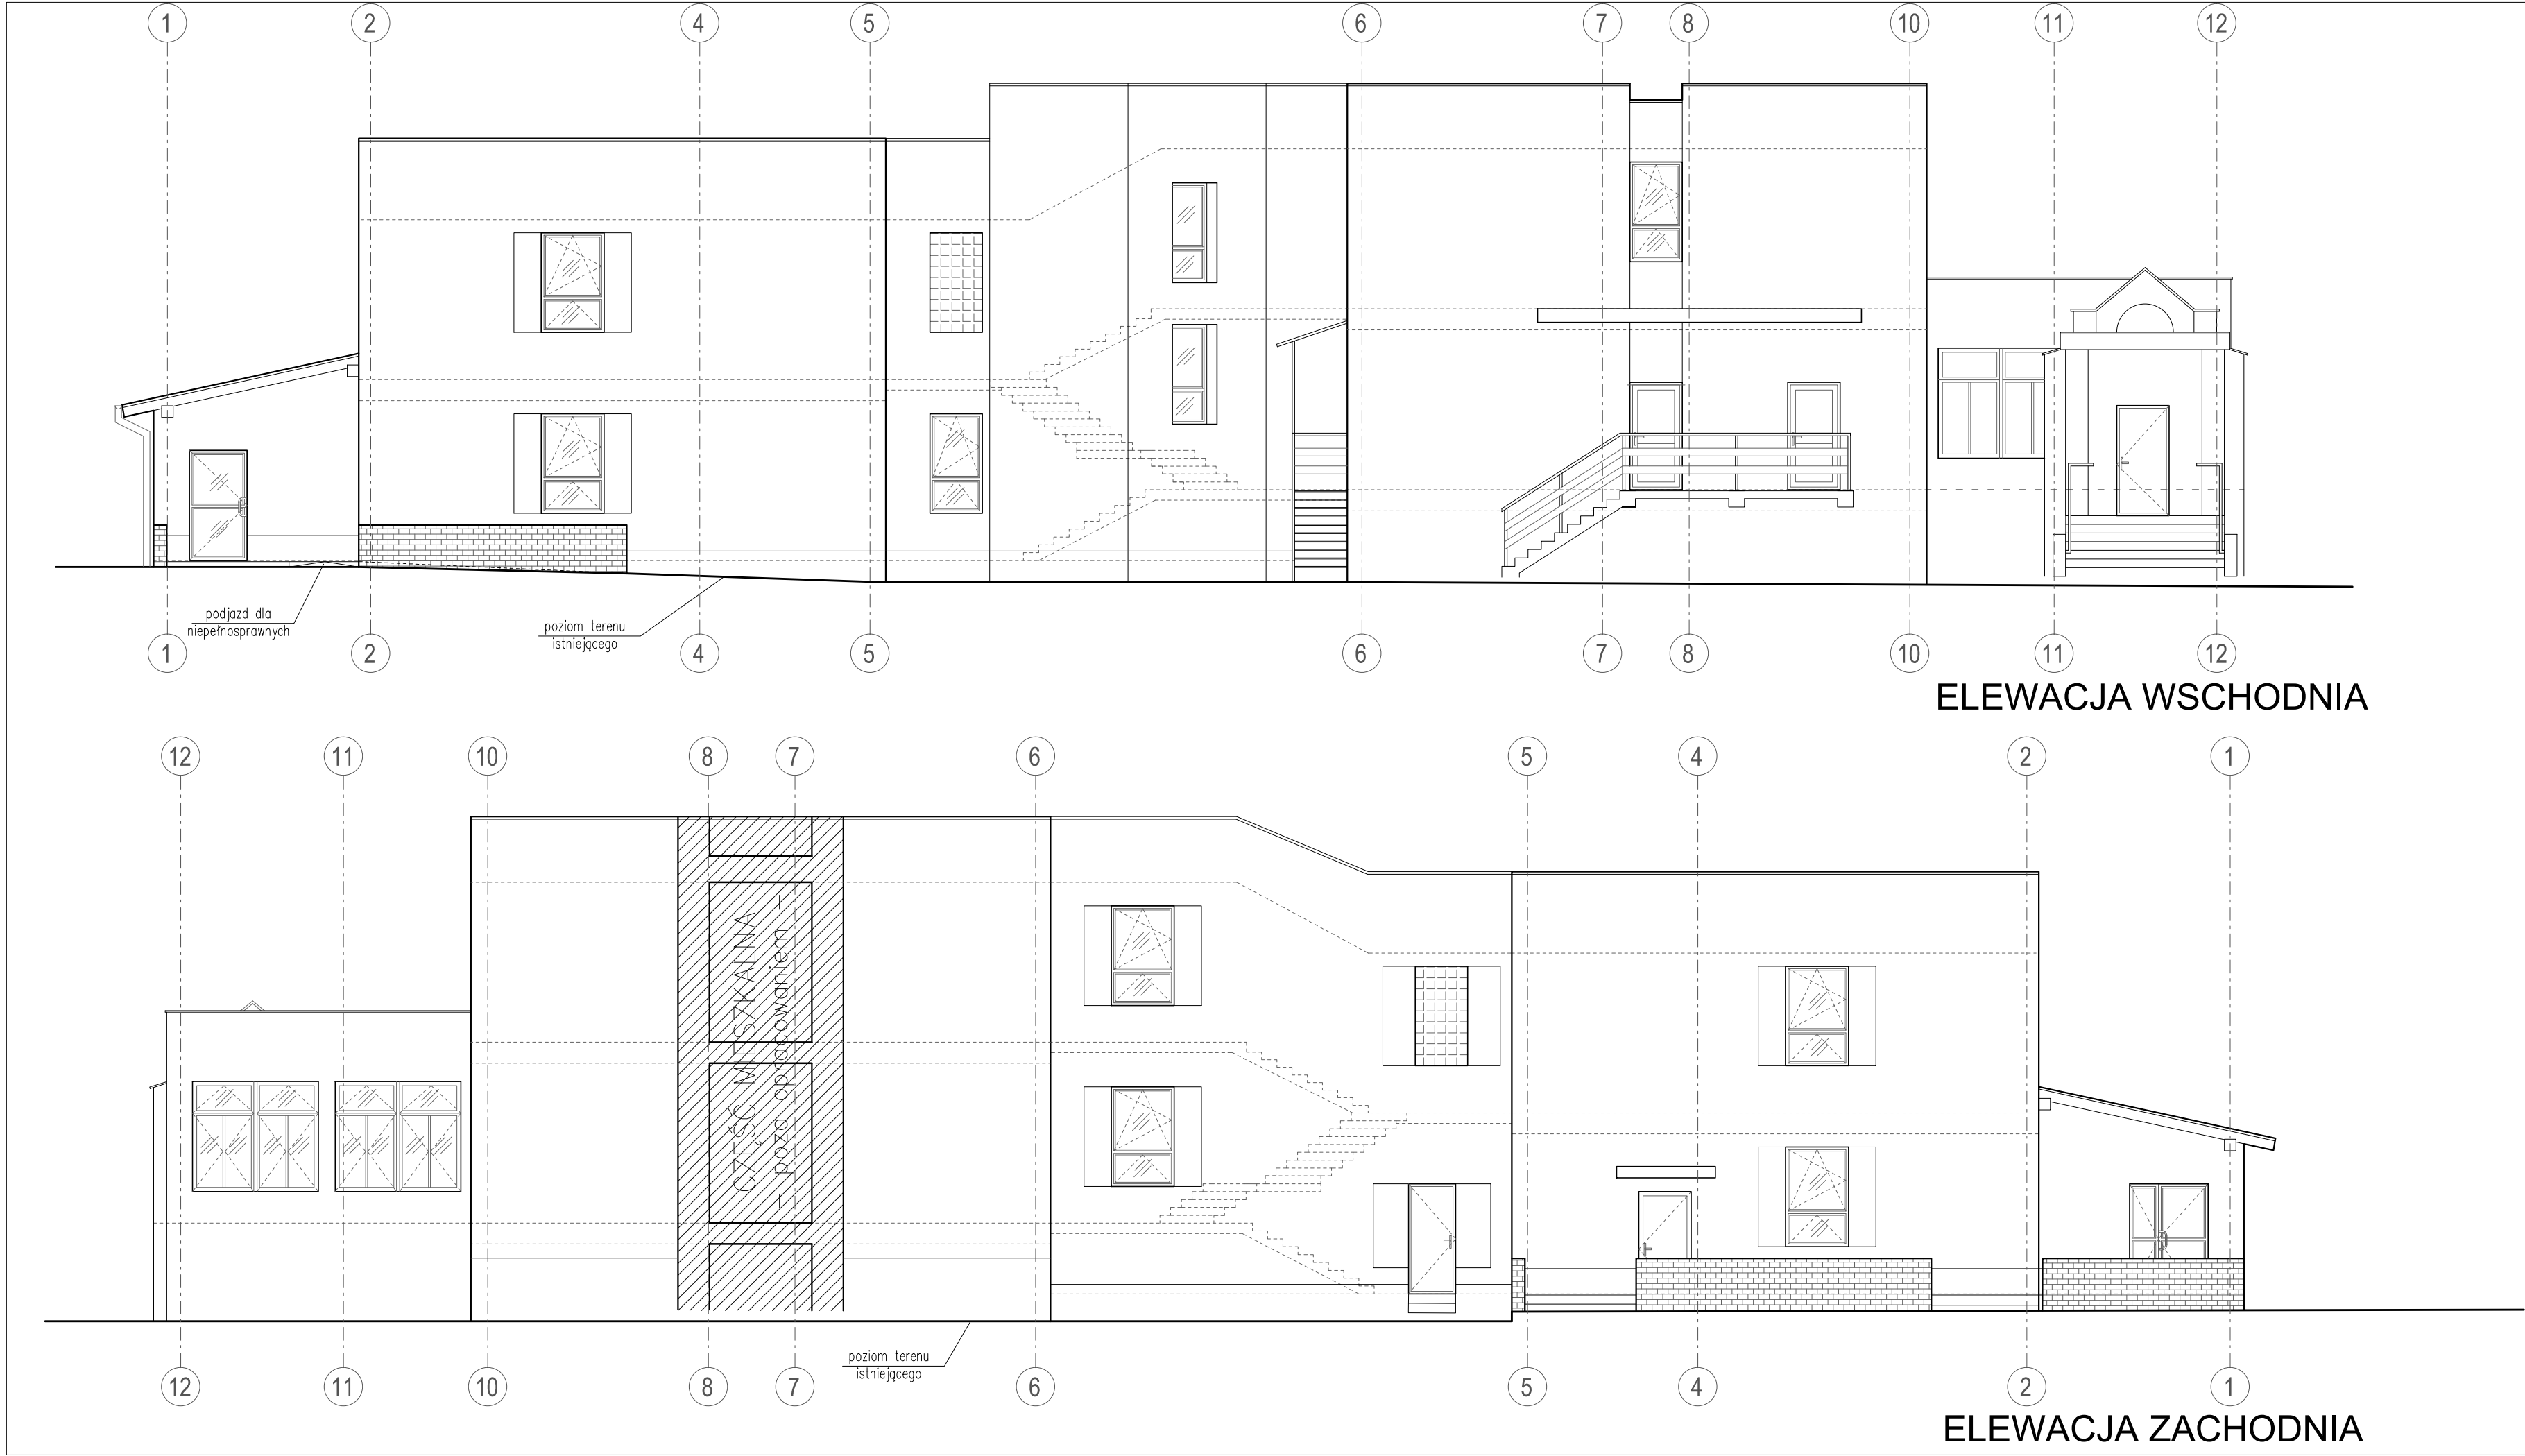 1 2 4 5 6 7 8 10 11 12
podjazd dla
niepełnosprawnych
poziom terenu
istniejącego
1 2 4 5 6 7 8 10 11 12
ELEWACJA WSCHODNIA
12 11 10 8 7 6 5 4 2 1
CZĘŚĆ MIESZKALNA
– poza opracowaniem –
poziom terenu
istniejącego
12 11 10 8 7 6 5 4 2 1
ELEWACJA ZACHODNIA